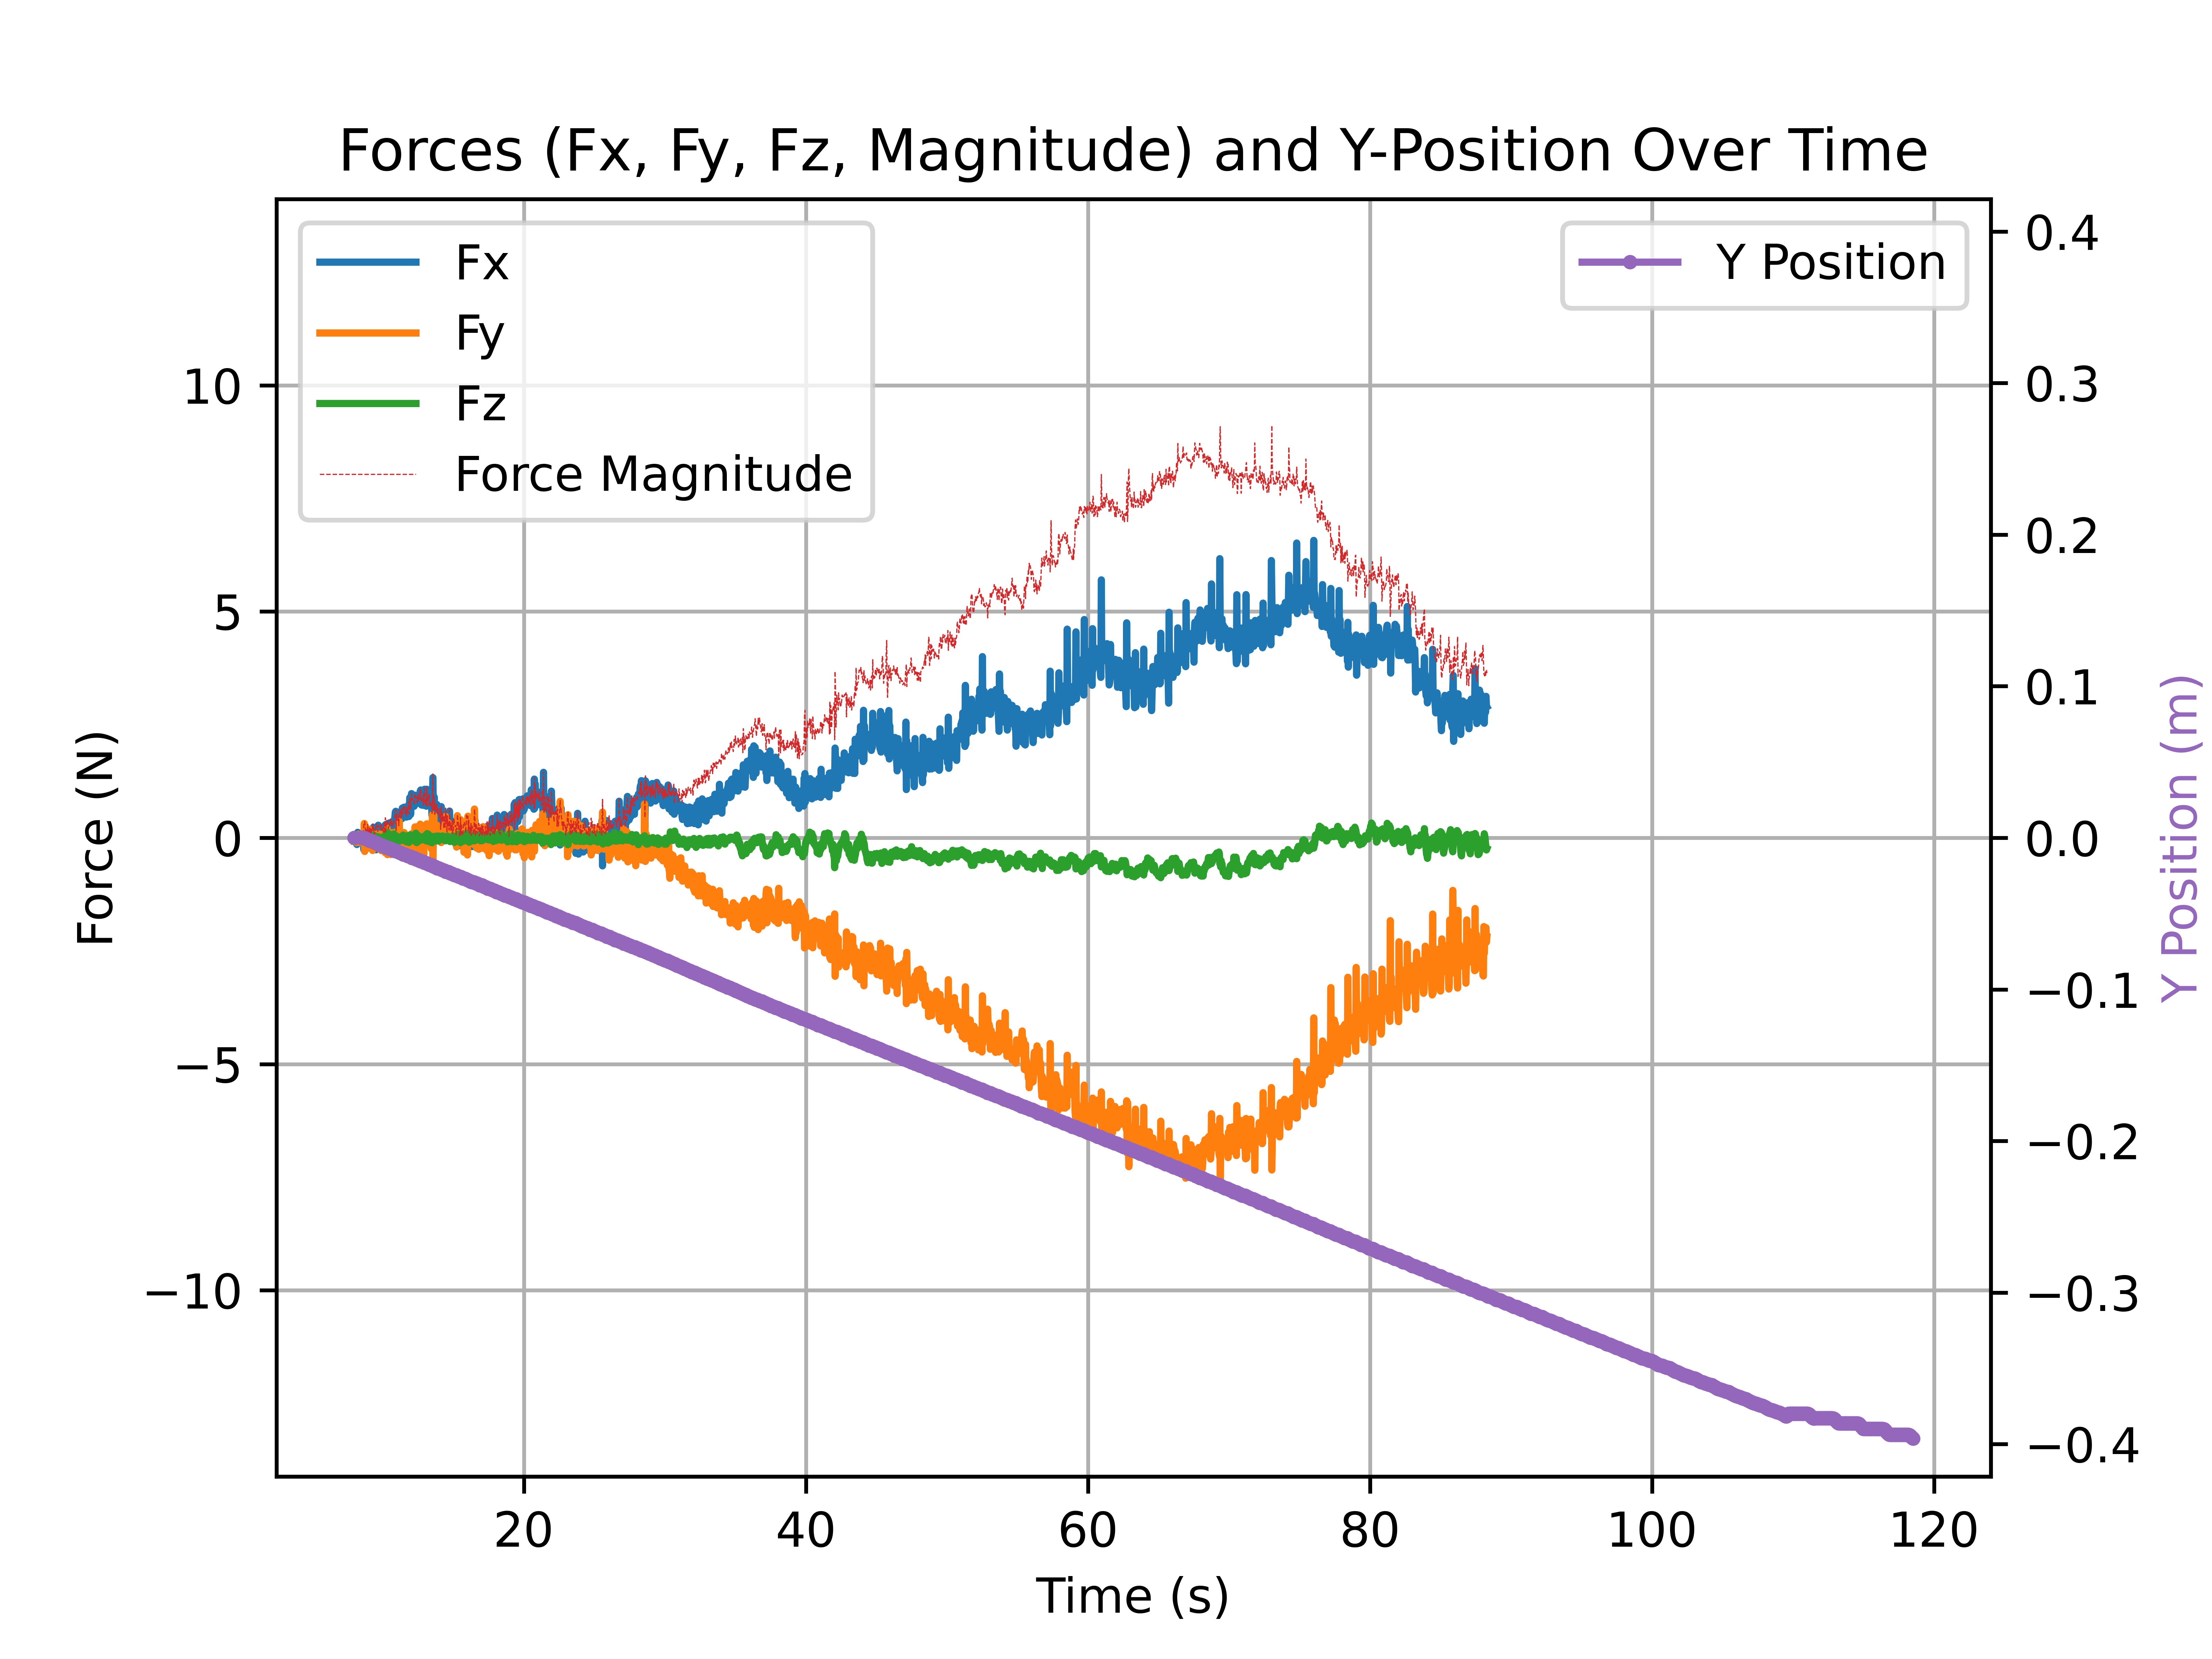 Forces (Fx, Fy, Fz, Magnitude) and Y-Position Over Time
Fx
Fy
Fz
Force Magnitude
Y Position
10
5
0
−5
−10
Force (N)
0.4
0.3
0.2
0.1
0.0
−0.1
−0.2
−0.3
−0.4
Y Position (m)
20 40 60 80 100 120
Time (s)